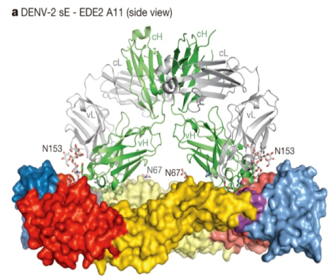 a DENV-2 sE - EDE2 A11 (side view)
cH cH
cL cL
vL vL
vH vH
N153 N153
N67 N67